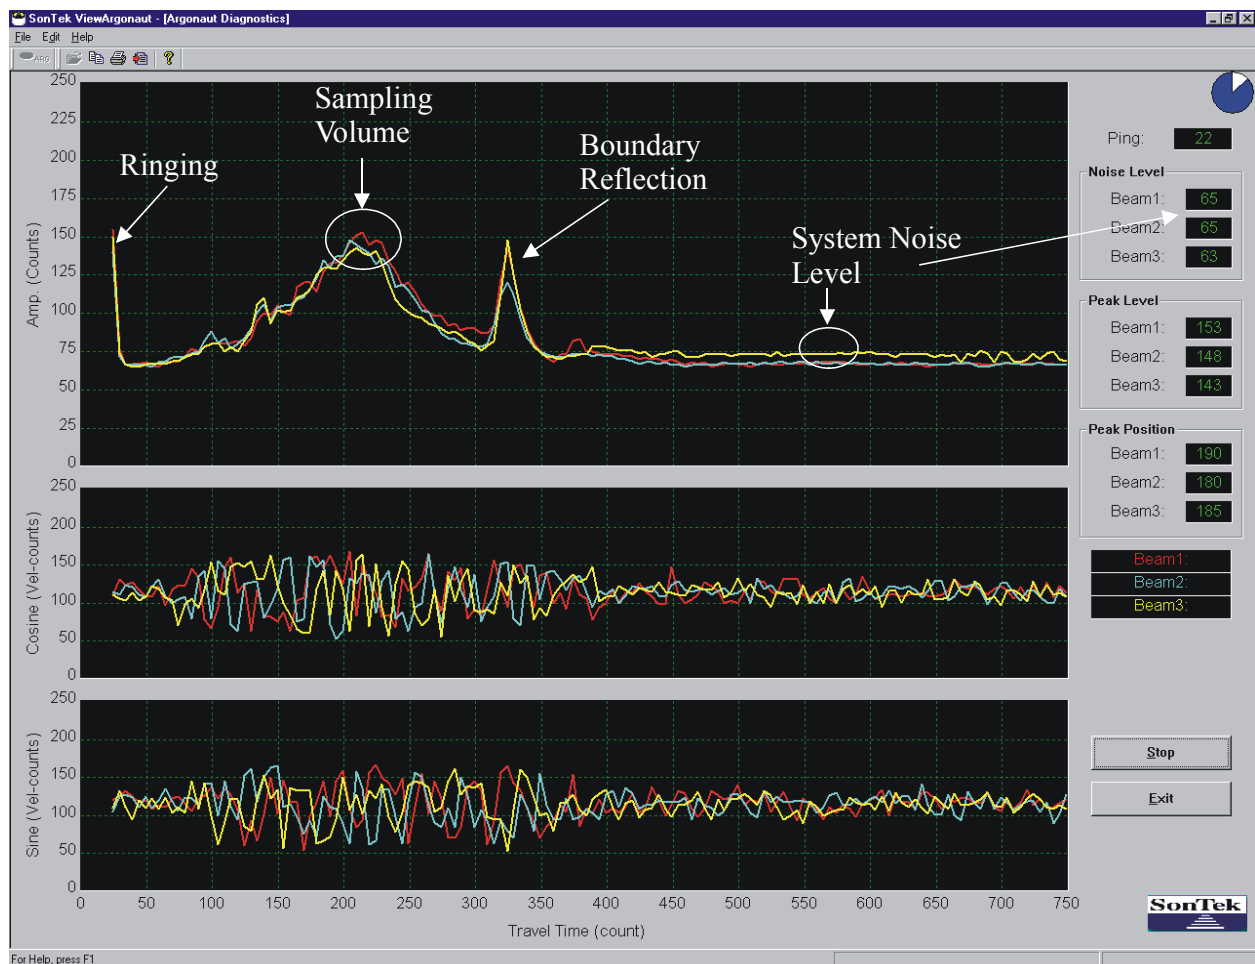 SonTek ViewArgonaut - [Argonaut Diagnostics]
File Edit Help
ARG
250
225
200
175
150
125
100
75
50
25
0
Amp. (Counts)
Ringing
Sampling
Volume
Boundary
Reflection
System Noise
Level
250
200
150
100
50
0
Cosine (Vel-counts)
250
200
150
100
50
0
Sine (Vel-counts)
0 50 100 150 200 250 300 350 400 450 500 550 600 650 700 750
Travel Time (count)
Ping: 22
Noise Level
Beam1: 65
Beam2: 65
Beam3: 63
Peak Level
Beam1: 153
Beam2: 148
Beam3: 143
Peak Position
Beam1: 190
Beam2: 180
Beam3: 185
Beam1:
Beam2:
Beam3:
Stop
Exit
SonTek
For Help, press F1